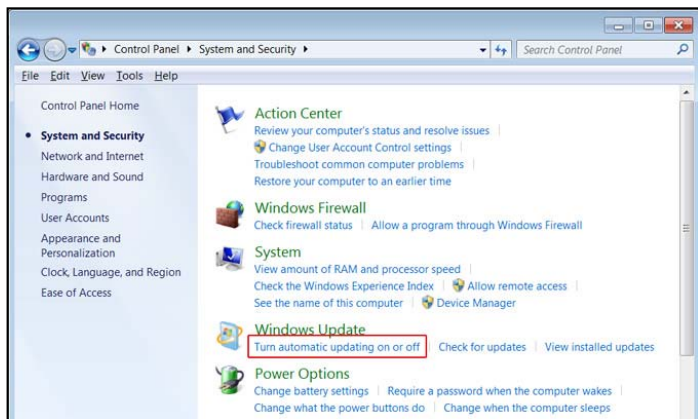 Control Panel ▸ System and Security ▸
Search Control Panel
File Edit View Tools Help
Control Panel Home
System and Security
Network and Internet
Hardware and Sound
Programs
User Accounts
Appearance and
Personalization
Clock, Language, and Region
Ease of Access
Action Center
Review your computer's status and resolve issues
Change User Account Control settings
Troubleshoot common computer problems
Restore your computer to an earlier time
Windows Firewall
Check firewall status Allow a program through Windows Firewall
System
View amount of RAM and processor speed
Check the Windows Experience Index Allow remote access
See the name of this computer Device Manager
Windows Update
Turn automatic updating on or off Check for updates View installed updates
Power Options
Change battery settings Require a password when the computer wakes
Change what the power buttons do Change when the computer sleeps